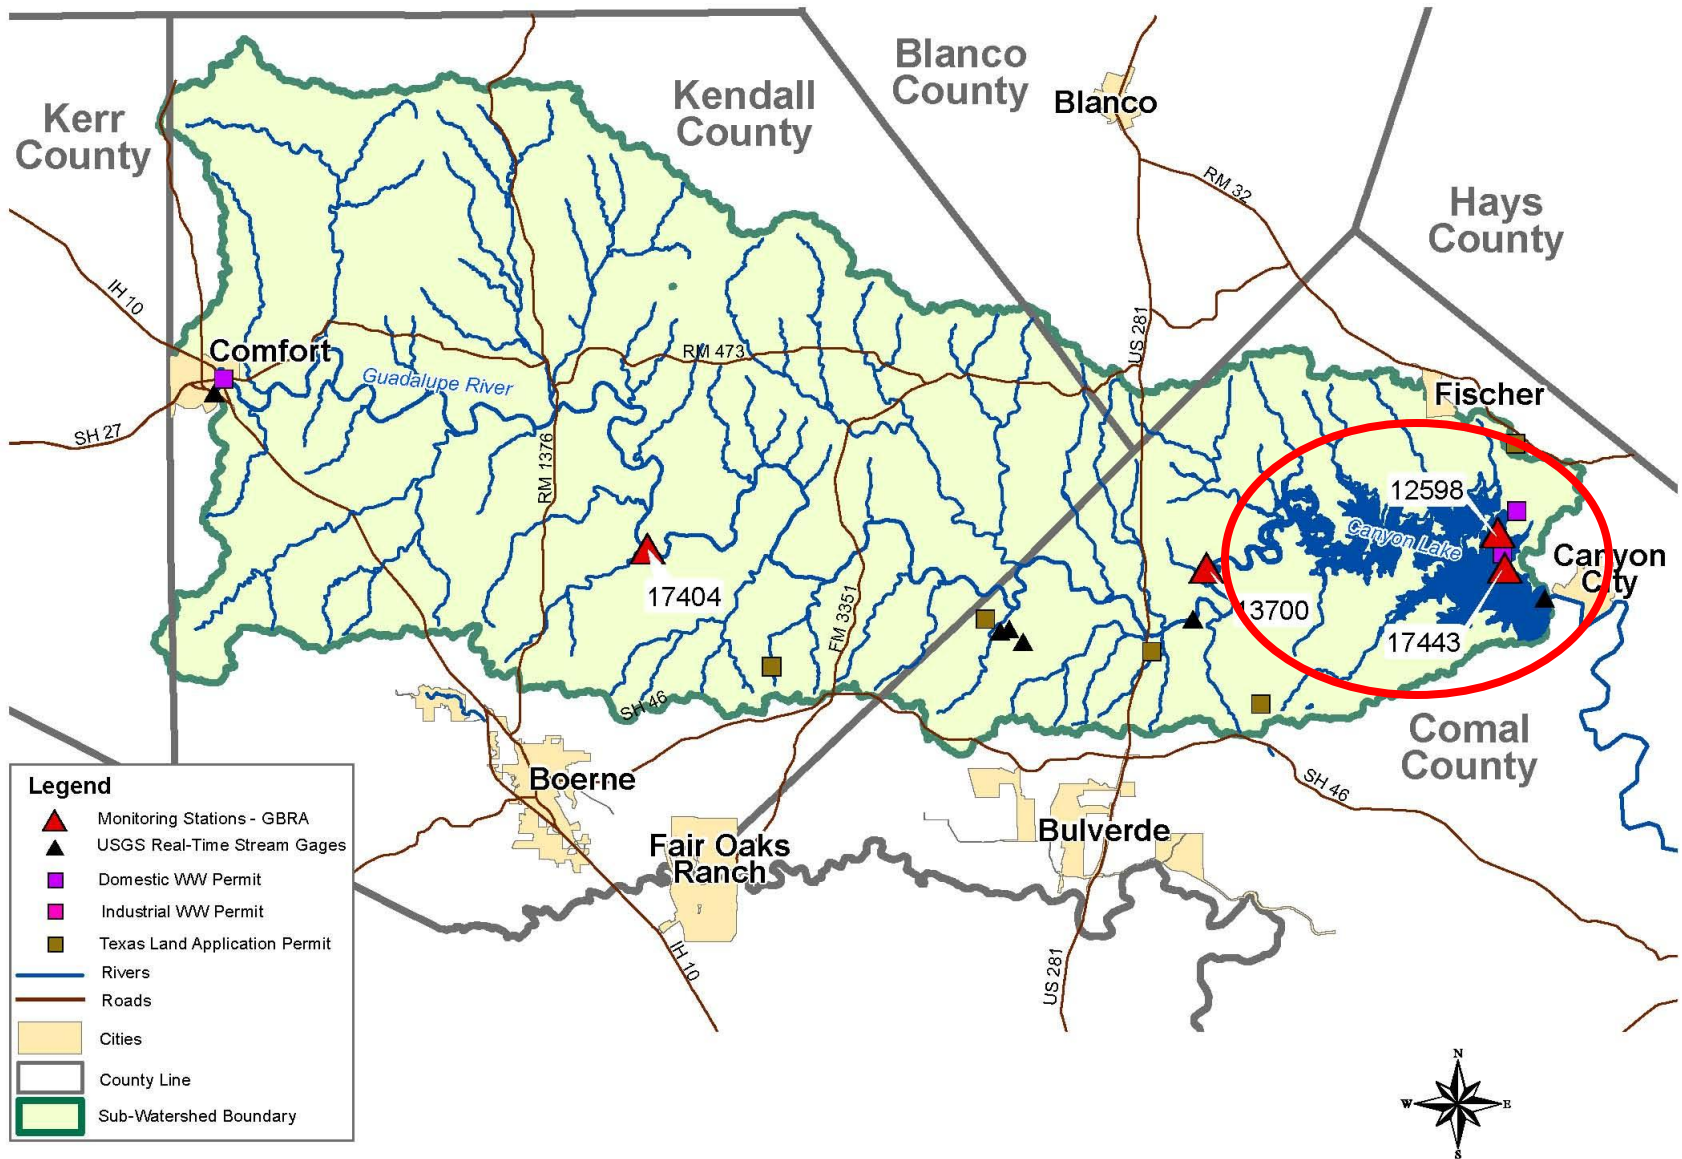 Blanco
County
Blanco
Kendall
County
Kerr
County
RM 32
Hays
County
IH 10
US 281
Comfort
RM 473
Guadalupe River
Fischer
SH 27
RM 1376
12598
Canyon Lake
Canyon
City
17404
13700
FM 3351
17443
SH 46
Comal
County
SH 46
Boerne
Bulverde
Fair Oaks
Ranch
IH 10
US 281
Legend
Monitoring Stations - GBRA
USGS Real-Time Stream Gages
Domestic WW Permit
Industrial WW Permit
Texas Land Application Permit
Rivers
Roads
Cities
County Line
Sub-Watershed Boundary
N
W
E
S